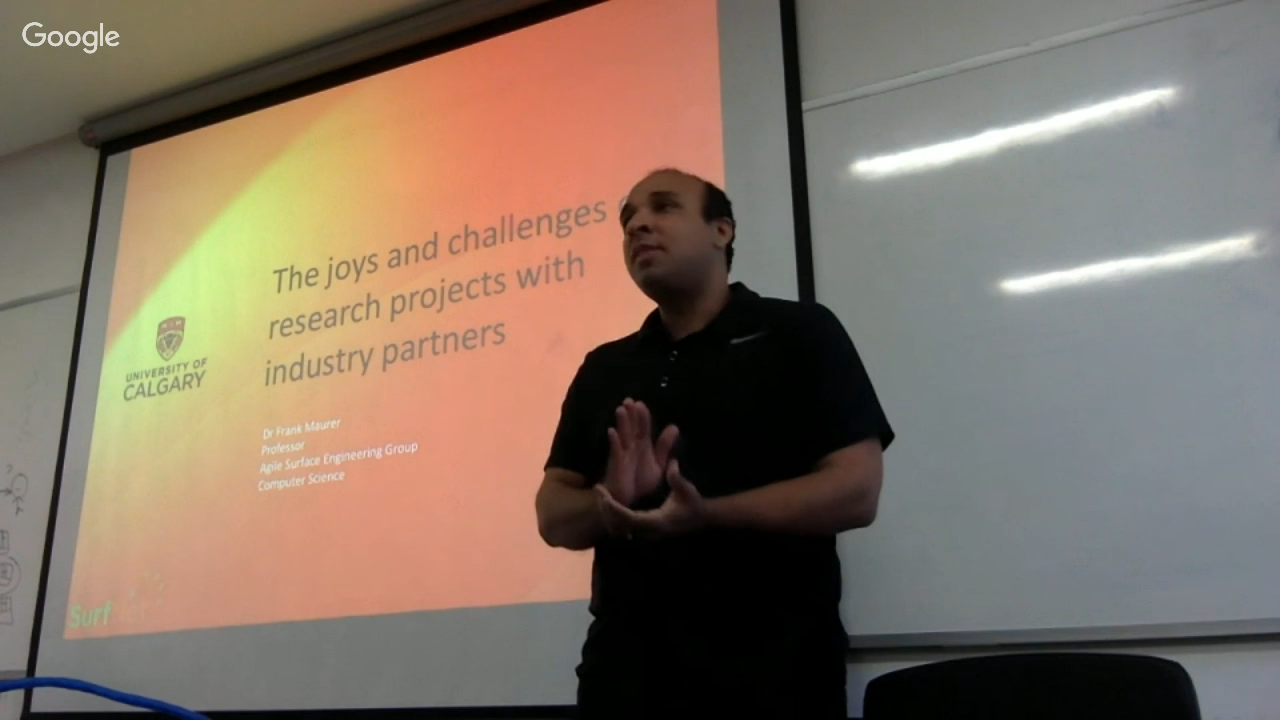 Google
The joys and challenges
research projects with
industry partners
UNIVERSITY OF
CALGARY
Dr Frank Maurer
Professor
Agile Surface Engineering Group
Computer Science
Surf